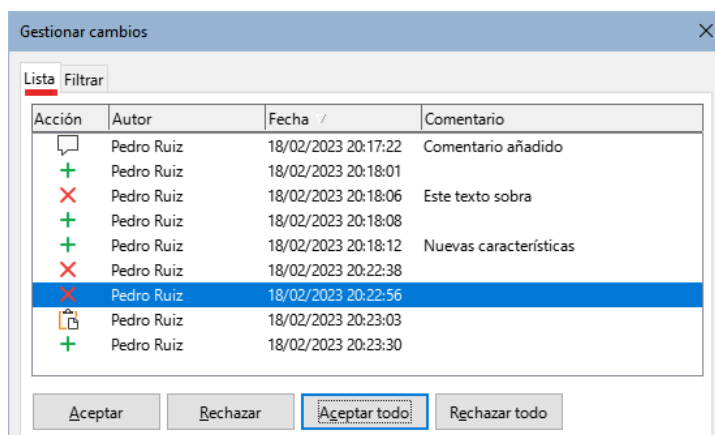 Gestionar cambios
Lista Filtrar
Acción Autor Fecha Comentario
Pedro Ruiz 18/02/2023 20:17:22 Comentario añadido
Pedro Ruiz 18/02/2023 20:18:01
Pedro Ruiz 18/02/2023 20:18:06 Este texto sobra
Pedro Ruiz 18/02/2023 20:18:08
Pedro Ruiz 18/02/2023 20:18:12 Nuevas características
Pedro Ruiz 18/02/2023 20:22:38
Pedro Ruiz 18/02/2023 20:22:56
Pedro Ruiz 18/02/2023 20:23:03
Pedro Ruiz 18/02/2023 20:23:30
Aceptar Rechazar Aceptar todo Rechazar todo